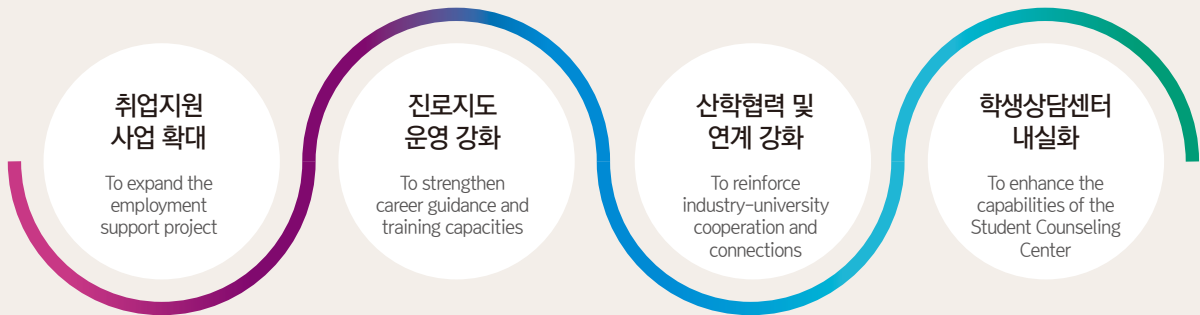 취업지원
사업 확대
To expand the
employment
support project
진로지도
운영 강화
To strengthen
career guidance and
training capacities
산학협력 및
연계 강화
To reinforce
industry-university
cooperation and
connections
학생상담센터
내실화
To enhance the
capabilities of the
Student Counseling
Center